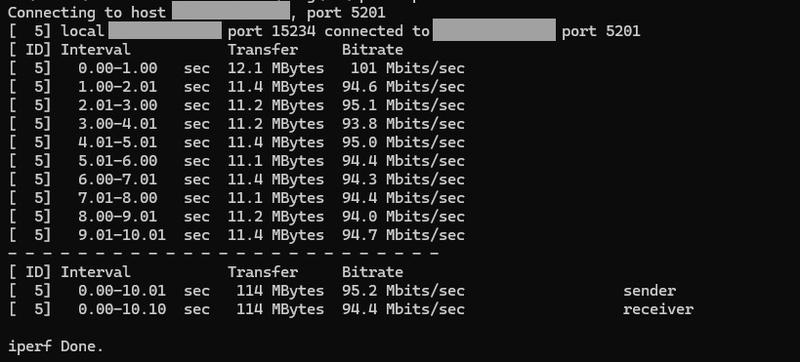 Connecting to host , port 5201
[  5] local port 15234 connected to port 5201
[ ID] Interval           Transfer     Bitrate
[  5]   0.00-1.00   sec  12.1 MBytes   101 Mbits/sec
[  5]   1.00-2.01   sec  11.4 MBytes  94.6 Mbits/sec
[  5]   2.01-3.00   sec  11.2 MBytes  95.1 Mbits/sec
[  5]   3.00-4.01   sec  11.2 MBytes  93.8 Mbits/sec
[  5]   4.01-5.01   sec  11.4 MBytes  95.0 Mbits/sec
[  5]   5.01-6.00   sec  11.1 MBytes  94.4 Mbits/sec
[  5]   6.00-7.01   sec  11.4 MBytes  94.3 Mbits/sec
[  5]   7.01-8.00   sec  11.1 MBytes  94.4 Mbits/sec
[  5]   8.00-9.01   sec  11.2 MBytes  94.0 Mbits/sec
[  5]   9.01-10.01  sec  11.4 MBytes  94.7 Mbits/sec
- - - - - - - - - - - - - - - - - - - - - - - - -
[ ID] Interval           Transfer     Bitrate
[  5]   0.00-10.01  sec   114 MBytes  95.2 Mbits/sec                  sender
[  5]   0.00-10.10  sec   114 MBytes  94.4 Mbits/sec                  receiver
iperf Done.